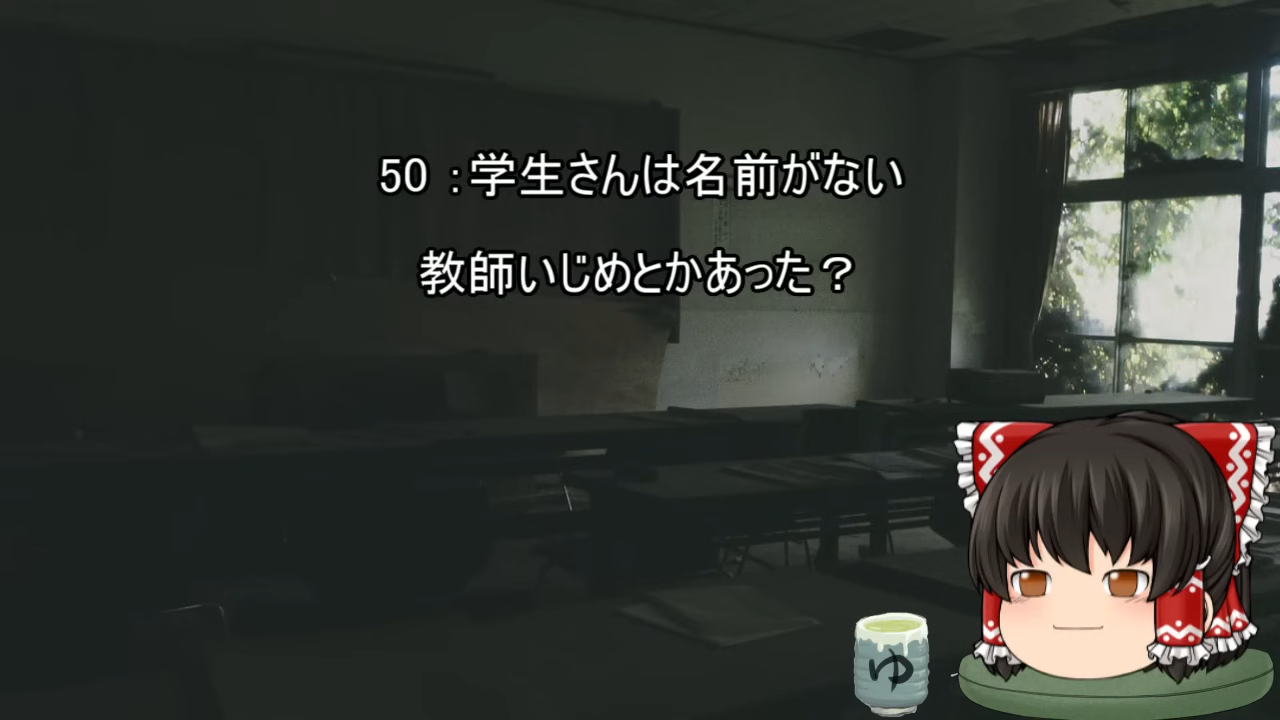 50 :学生さんは名前がない
教師いじめとかあった？
ゆ